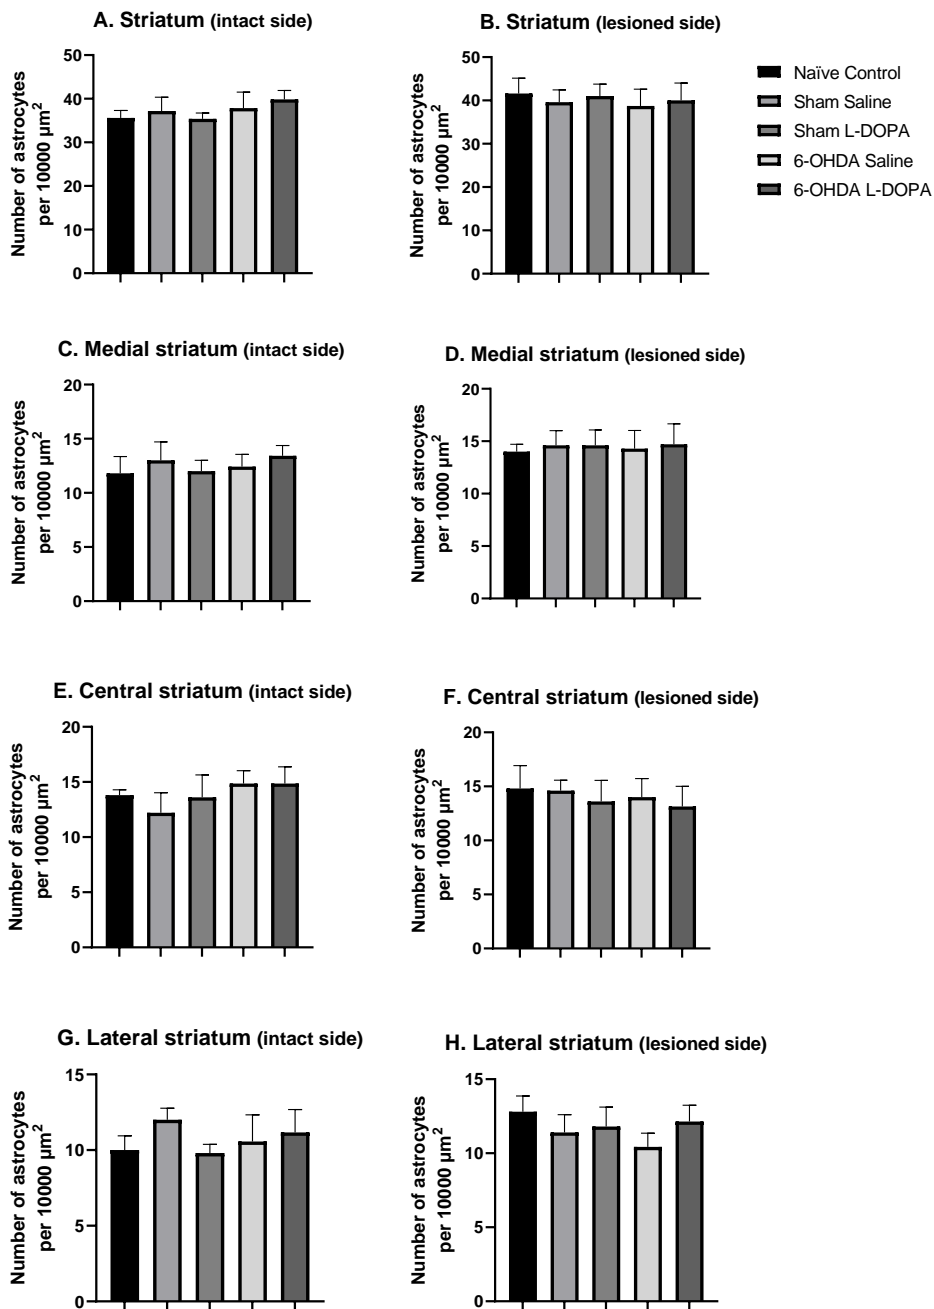 A. Striatum (intact side)
Number of astrocytes
per 10000 µm²
50
40
30
20
10
0
B. Striatum (lesioned side)
Number of astrocytes
per 10000 µm²
50
40
30
20
10
0
Naïve Control
Sham Saline
Sham L-DOPA
6-OHDA Saline
6-OHDA L-DOPA
C. Medial striatum (intact side)
Number of astrocytes
per 10000 µm²
20
15
10
5
0
D. Medial striatum (lesioned side)
Number of astrocytes
per 10000 µm²
20
15
10
5
0
E. Central striatum (intact side)
Number of astrocytes
per 10000 µm²
20
15
10
5
0
F. Central striatum (lesioned side)
Number of astrocytes
per 10000 µm²
20
15
10
5
0
G. Lateral striatum (intact side)
Number of astrocytes
per 10000 µm²
15
10
5
0
H. Lateral striatum (lesioned side)
Number of astrocytes
per 10000 µm²
15
10
5
0